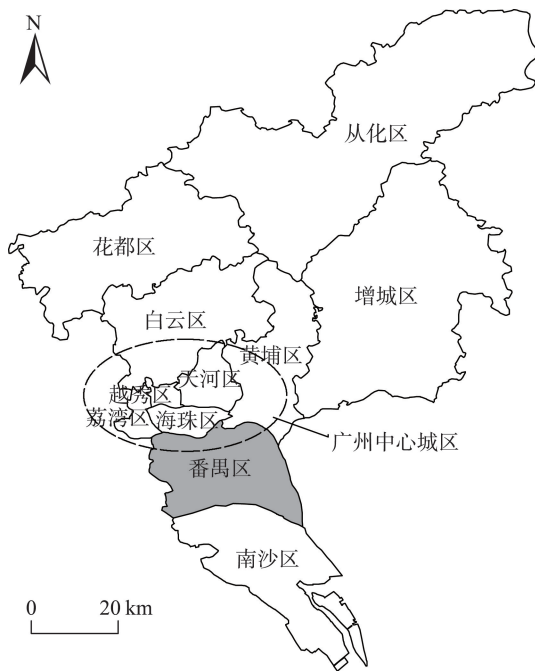 N
从化区
花都区
增城区
白云区
黄埔区
天河区
越秀区
荔湾区
海珠区
广州中心城区
番禺区
南沙区
0 20 km